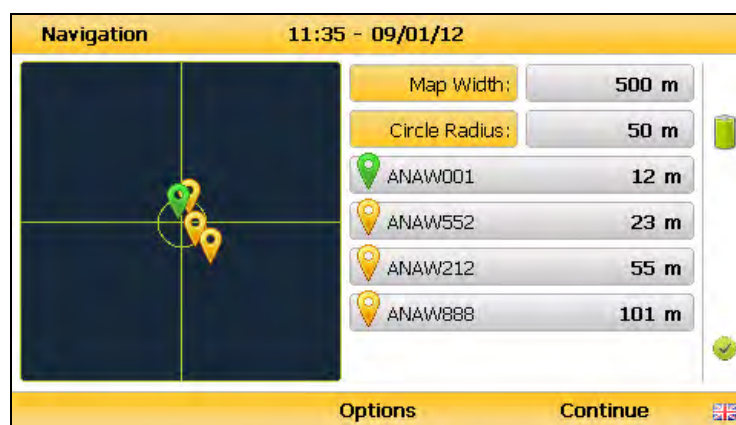 Navigation 11:35 - 09/01/12
Map Width: 500 m
Circle Radius: 50 m
ANAW001 12 m
ANAW552 23 m
ANAW212 55 m
ANAW888 101 m
Options Continue